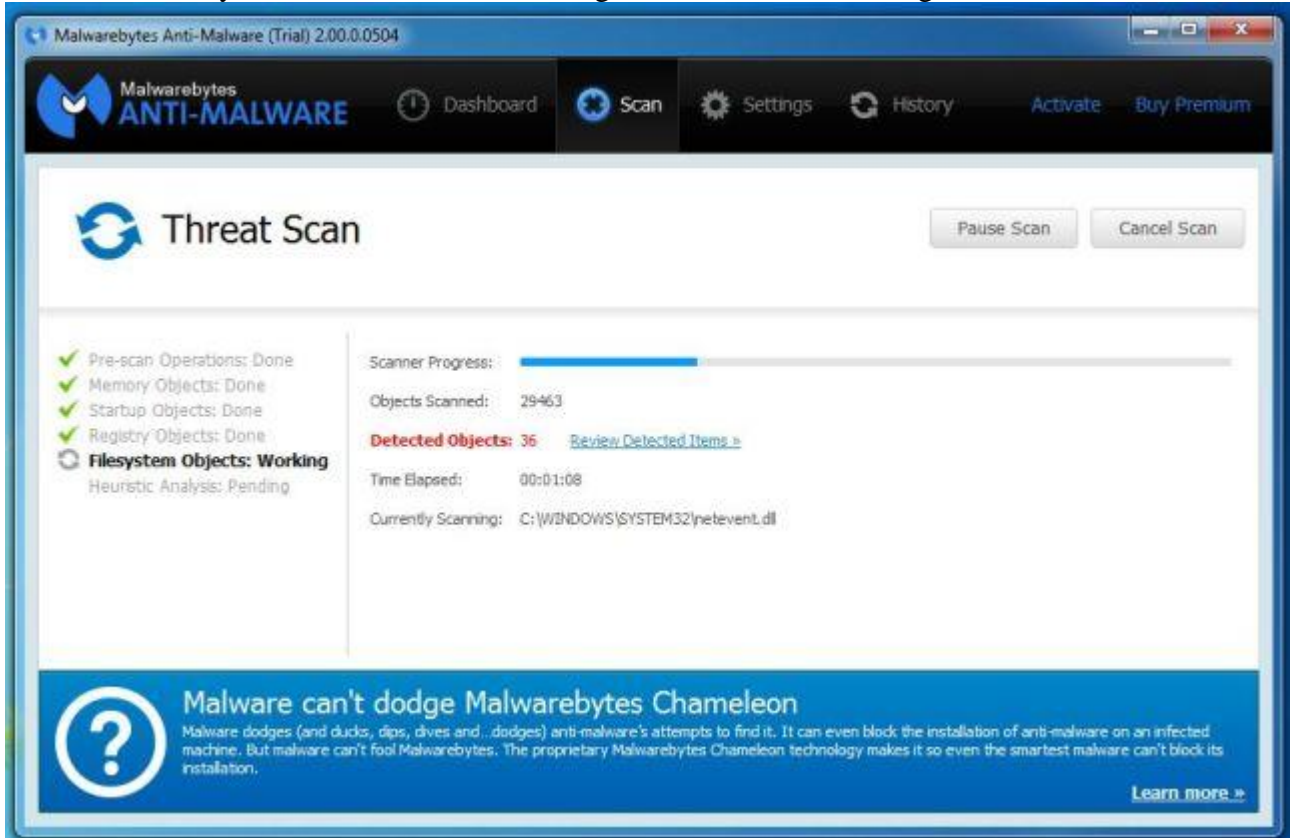 Malwarebytes Anti-Malware (Trial) 2.00.0.0504
Malwarebytes
ANTI-MALWARE
Dashboard
Scan
Settings
History
Activate
Buy Premium
Threat Scan
Pause Scan
Cancel Scan
Pre-scan Operations: Done
Memory Objects: Done
Startup Objects: Done
Registry Objects: Done
Filesystem Objects: Working
Heuristic Analysis: Pending
Scanner Progress:
Objects Scanned: 29463
Detected Objects: 36 Review Detected Items »
Time Elapsed: 00:01:08
Currently Scanning: C:\WINDOWS\SYSTEM32\netevent.dll
Malware can't dodge Malwarebytes Chameleon
Malware dodges (and ducks, dips, dives and...dodges) anti-malware's attempts to find it. It can even block the installation of anti-malware on an infected
machine. But malware can't fool Malwarebytes. The proprietary Malwarebytes Chameleon technology makes it so even the smartest malware can't block its
installation.
Learn more »